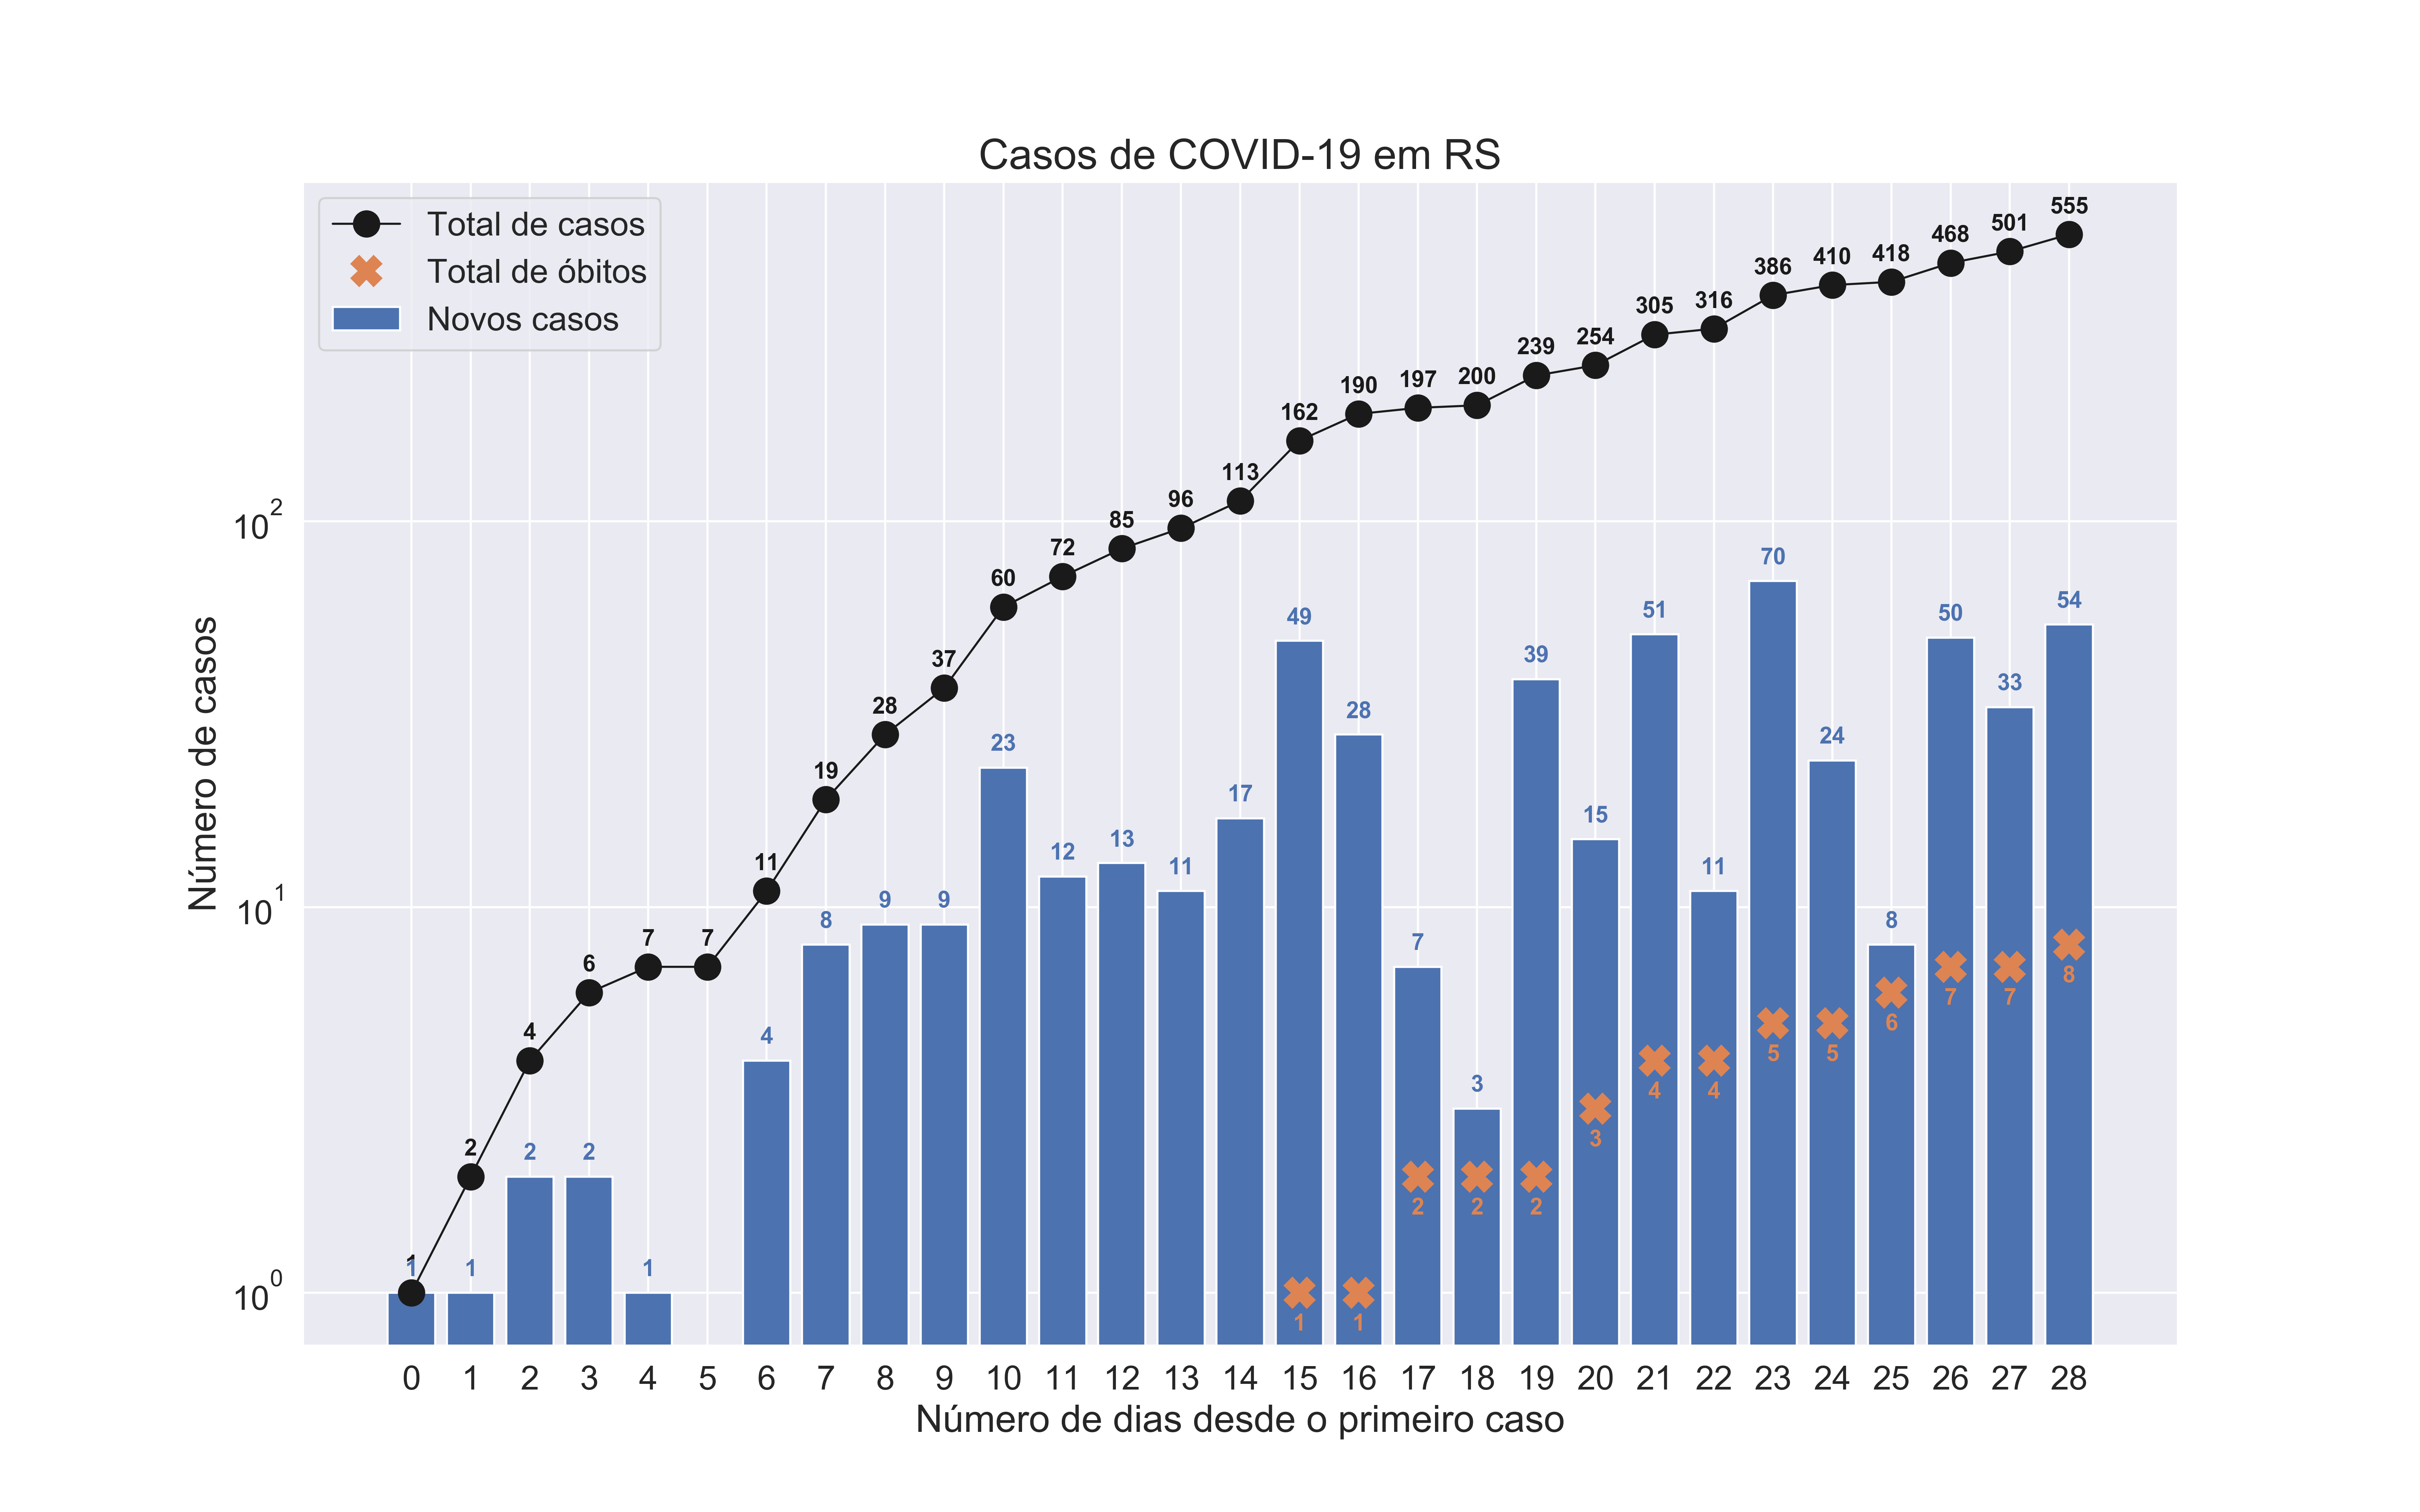 Casos de COVID-19 em RS
Total de casos
Total de óbitos
Novos casos
Número de casos
10^2
10^1
10^0
1 2 4 6 7 7 11 19 28 37 60 72 85 96 113 162 190 197 200 239 254 305 316 386 410 418 468 501 555
1 1 2 2 1 4 8 9 9 23 12 13 11 17 49 28 7 3 39 15 51 11 70 24 8 50 33 54
1 1 2 2 2 3 4 4 5 5 6 7 7 8
0 1 2 3 4 5 6 7 8 9 10 11 12 13 14 15 16 17 18 19 20 21 22 23 24 25 26 27 28
Número de dias desde o primeiro caso